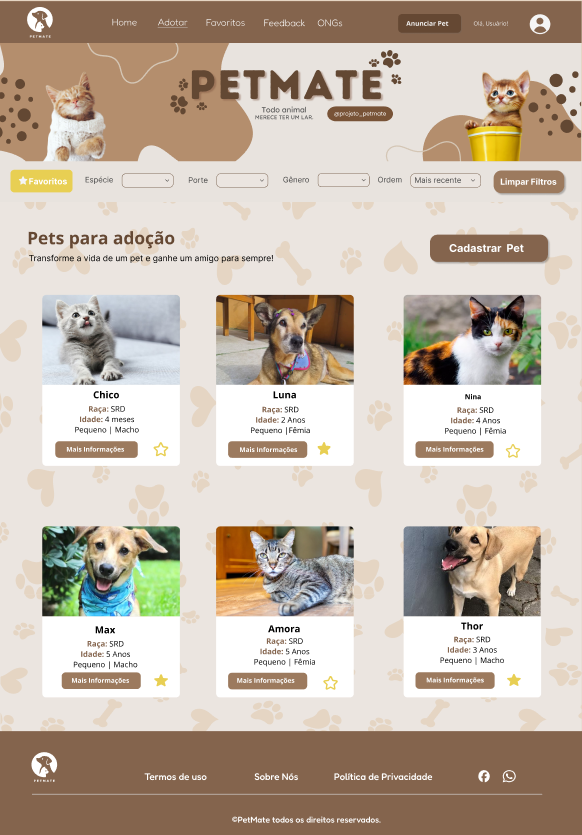 PETMATE
Home Adotar Favoritos Feedback ONGs Anunciar Pet Olá, Usuário!
PETMATE
Todo animal
MERECE TER UM LAR.
@projeto_petmate
Favoritos Espécie Porte Gênero Ordem Mais recente Limpar Filtros
Pets para adoção
Transforme a vida de um pet e ganhe um amigo para sempre!
Cadastrar Pet
Chico
Raça: SRD
Idade: 4 meses
Pequeno | Macho
Mais Informações
Luna
Raça: SRD
Idade: 2 Anos
Pequeno |Fêmia
Mais Informações
Nina
Raça: SRD
Idade: 4 Anos
Pequeno | Fêmia
Mais Informações
Max
Raça: SRD
Idade: 5 Anos
Pequeno | Macho
Mais Informações
Amora
Raça: SRD
Idade: 5 Anos
Pequeno | Fêmia
Mais Informações
Thor
Raça: SRD
Idade: 3 Anos
Pequeno | Macho
Mais Informações
PETMATE
Termos de uso Sobre Nós Política de Privacidade
©PetMate todos os direitos reservados.